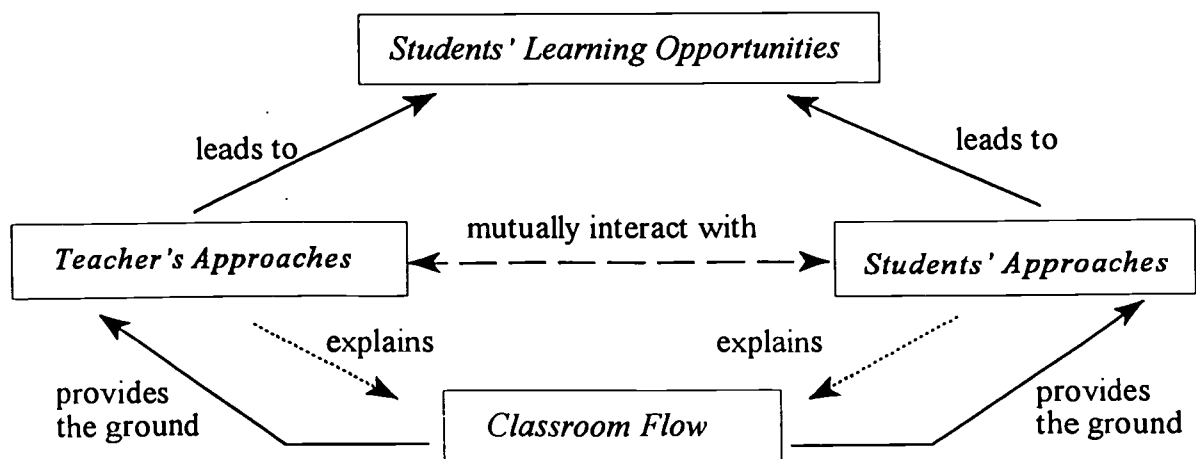 Students' Learning Opportunities
leads to
leads to
mutually interact with
Teacher's Approaches
Students' Approaches
explains
explains
provides
the ground
provides
the ground
Classroom Flow